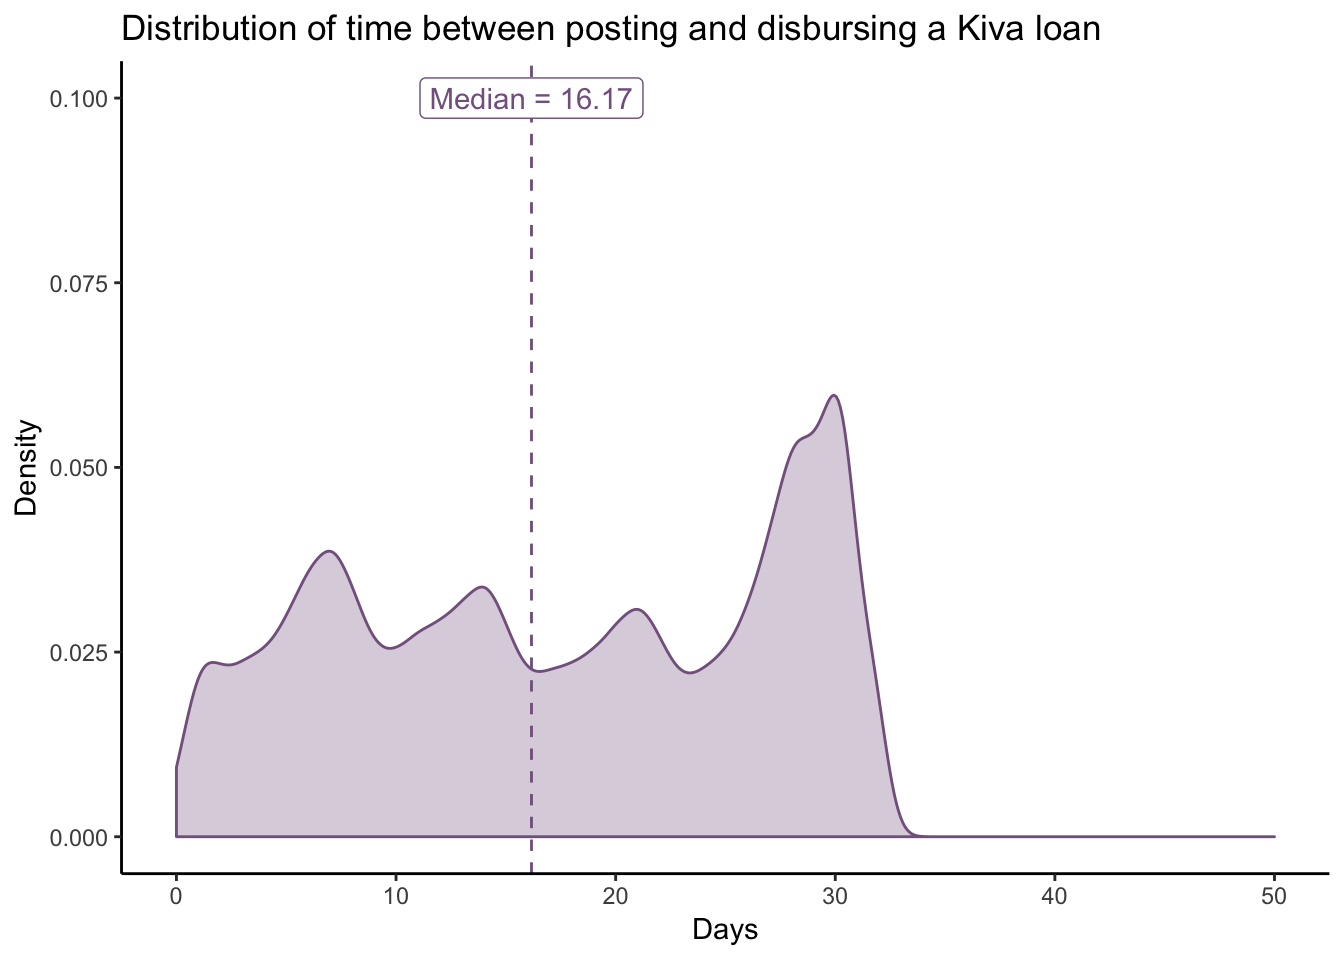 Distribution of time between posting and disbursing a Kiva loan
Median = 16.17
0.100
0.075
0.050
0.025
0.000
Density
0 10 20 30 40 50
Days